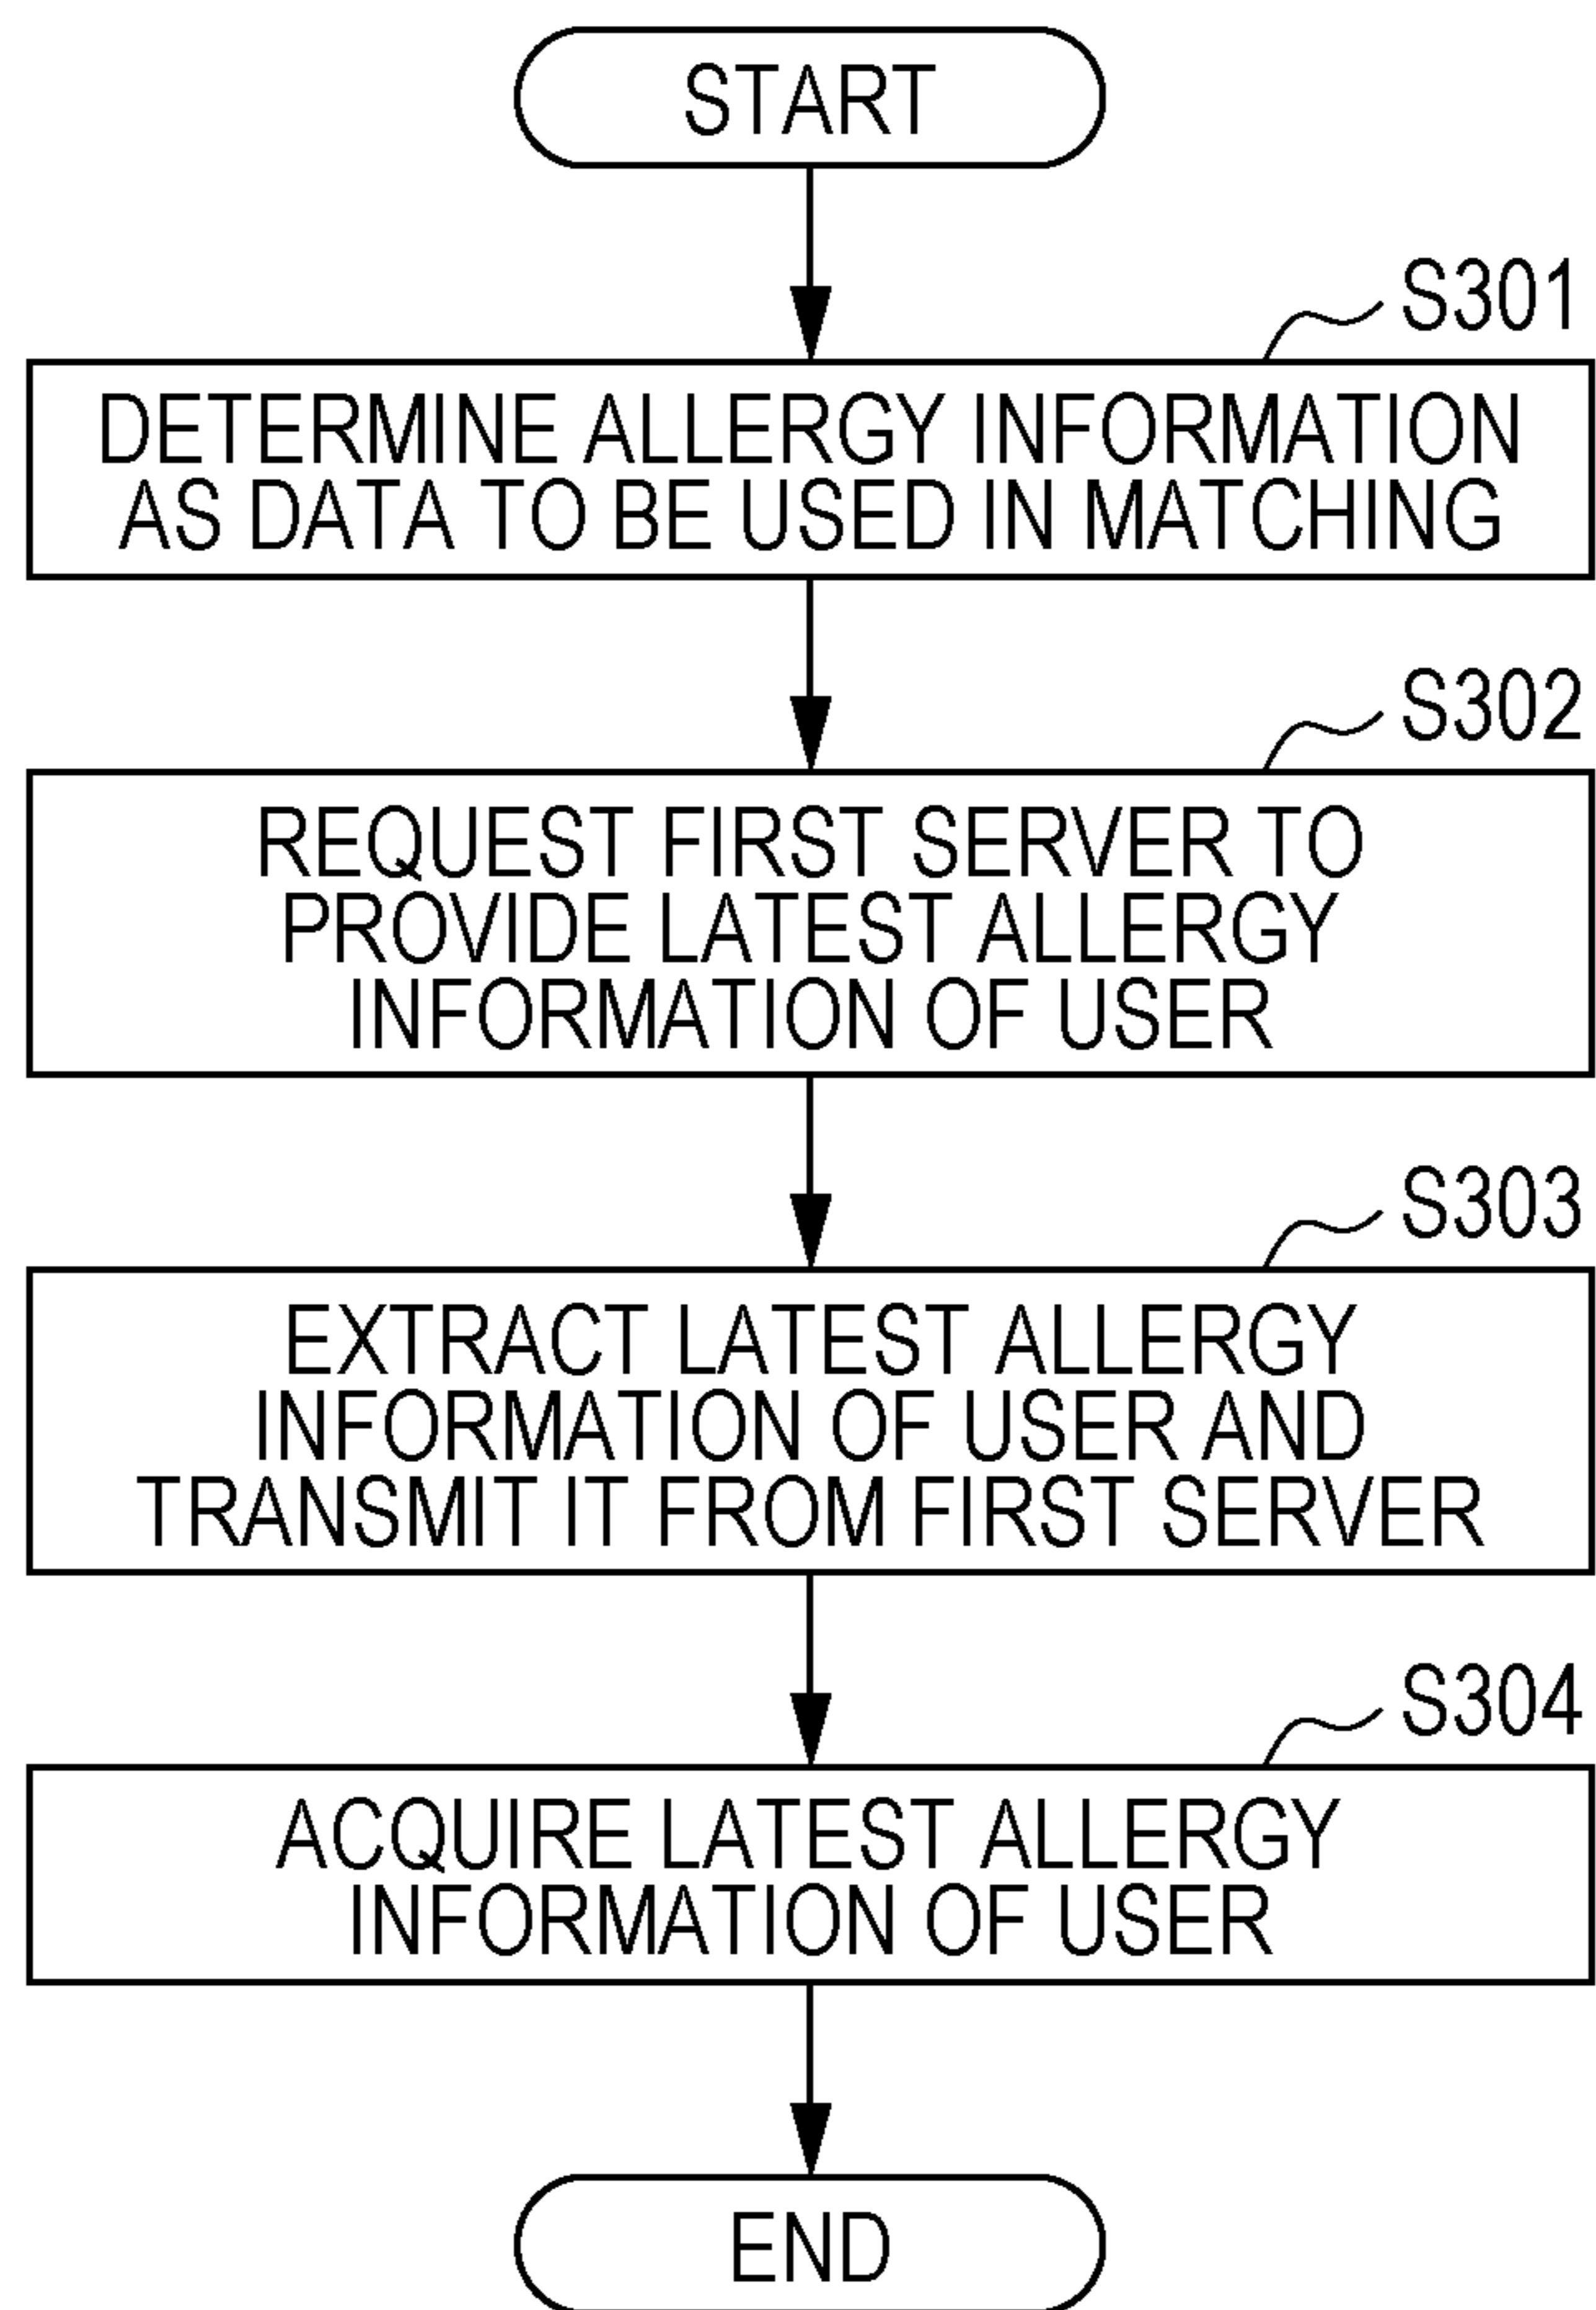 START
S301
DETERMINE ALLERGY INFORMATION
AS DATA TO BE USED IN MATCHING
S302
REQUEST FIRST SERVER TO
PROVIDE LATEST ALLERGY
INFORMATION OF USER
S303
EXTRACT LATEST ALLERGY
INFORMATION OF USER AND
TRANSMIT IT FROM FIRST SERVER
S304
ACQUIRE LATEST ALLERGY
INFORMATION OF USER
END